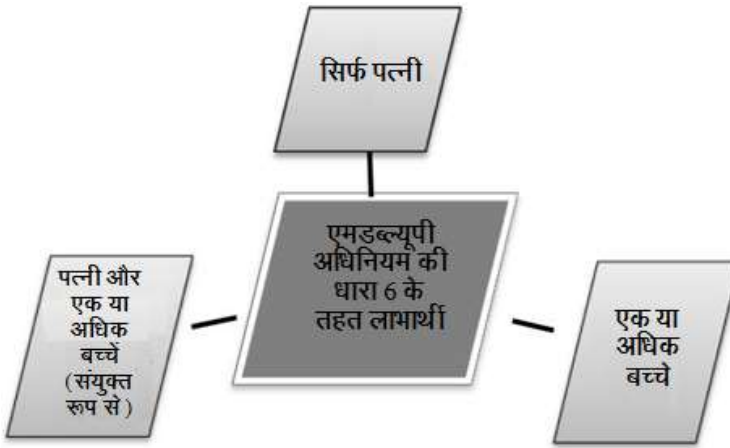 सिर्फ पत्नी
एमडब्ल्यूपी
अधिनियम की
धारा 6 के
तहत लाभार्थी
पत्नी और
एक या
अधिक
बच्चें
(संयुक्त
रूप से )
एक या
अधिक
बच्चे